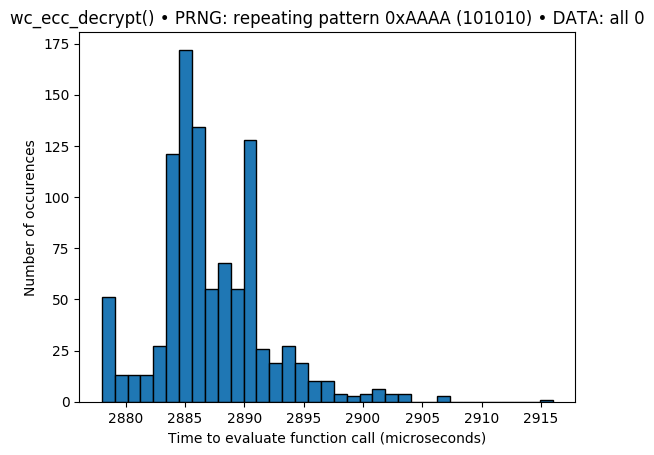 wc_ecc_decrypt() • PRNG: repeating pattern 0xAAAA (101010) • DATA: all 0
175
150
125
100
75
50
25
0
Number of occurences
2880 2885 2890 2895 2900 2905 2910 2915
Time to evaluate function call (microseconds)